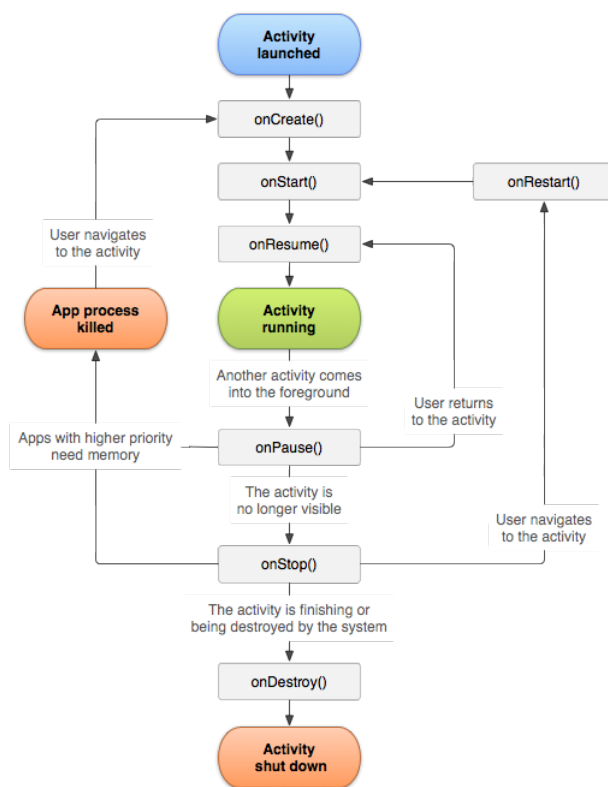 Activity
launched
onCreate()
onStart()
onRestart()
User navigates
to the activity
onResume()
App process
killed
Activity
running
Another activity comes
into the foreground
User returns
to the activity
Apps with higher priority
need memory
onPause()
The activity is
no longer visible
User navigates
to the activity
onStop()
The activity is finishing or
being destroyed by the system
onDestroy()
Activity
shut down